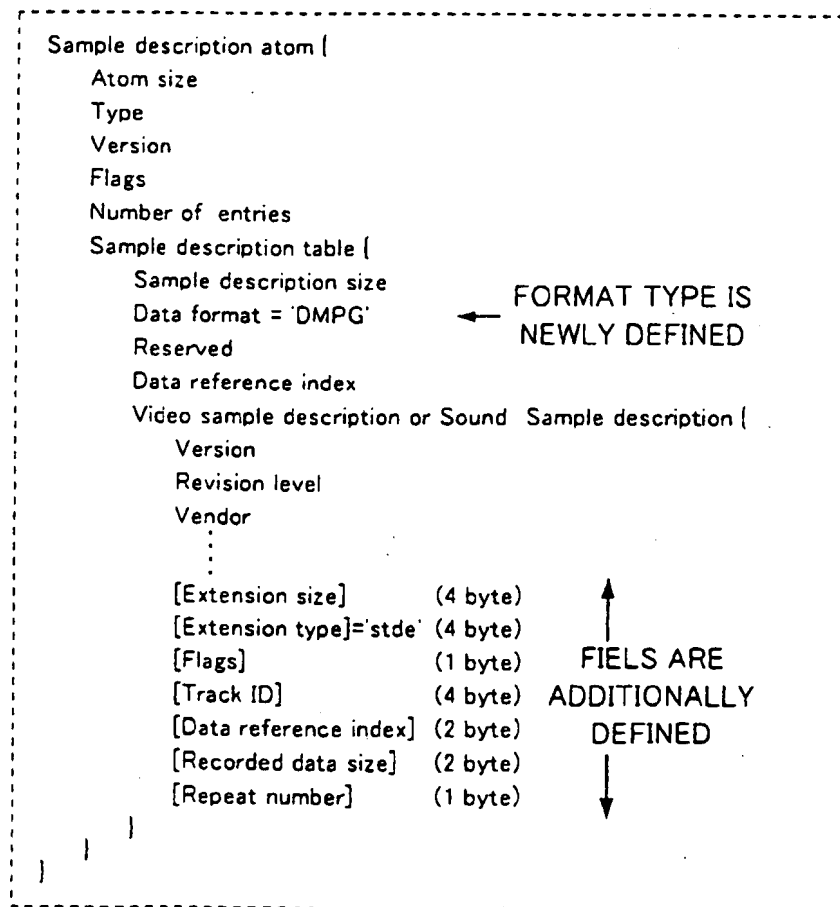 Sample description atom {
Atom size
Type
Version
Flags
Number of entries
Sample description table {
Sample description size
Data format = 'DMPG'
FORMAT TYPE IS
NEWLY DEFINED
Reserved
Data reference index
Video sample description or Sound Sample description {
Version
Revision level
Vendor
[Extension size] (4 byte)
[Extension type]='stde' (4 byte)
[Flags] (1 byte)
[Track ID] (4 byte)
[Data reference index] (2 byte)
[Recorded data size] (2 byte)
[Repeat number] (1 byte)
FIELS ARE
ADDITIONALLY
DEFINED
}
}
}